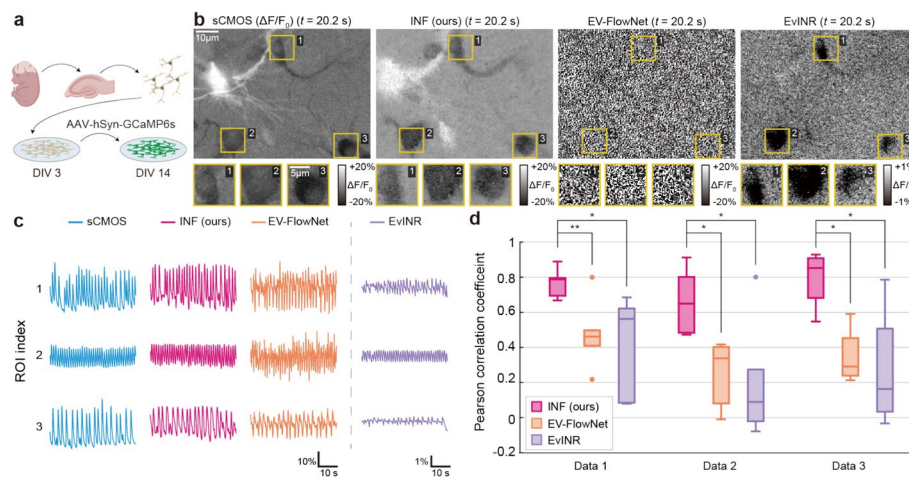 a
AAV-hSyn-GCaMP6s
DIV 3
DIV 14
b
sCMOS (ΔF/F0) (t = 20.2 s)
INF (ours) (t = 20.2 s)
EV-FlowNet (t = 20.2 s)
EvINR (t = 20.2 s)
10μm
1
2
3
1
2
3
1
2
3
1
2
3
1
2
3
5μm
+20%
ΔF/F0
-20%
1
2
3
+20%
ΔF/F0
-20%
1
2
3
+20%
ΔF/F0
-20%
1
2
3
+1%
ΔF/F0
-1%
c
sCMOS
INF (ours)
EV-FlowNet
EvINR
ROI index
1
2
3
10%
10 s
1%
10 s
d
Pearson correlation coefficeint
1
0.8
0.6
0.4
0.2
0
-0.2
**
*
*
*
*
*
INF (ours)
EV-FlowNet
EvINR
Data 1
Data 2
Data 3